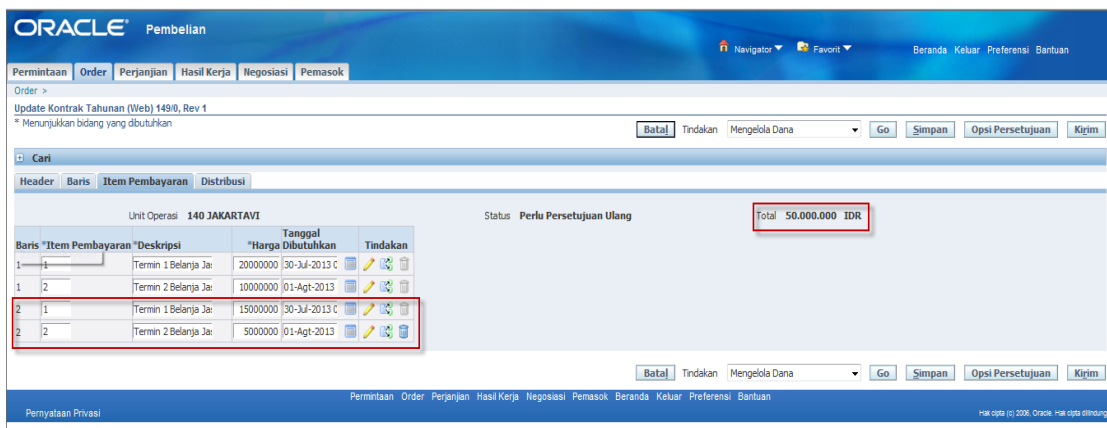 ORACLE® Pembelian
Navigator Favorit Beranda Keluar Preferensi Bantuan
Permintaan Order Perjanjian Hasil Kerja Negosiasi Pemasok
Order >
Update Kontrak Tahunan (Web) 149/0, Rev 1
* Menunjukkan bidang yang dibutuhkan
Batal Tindakan Mengelola Dana Go Simpan Opsi Persetujuan Kirim
Cari
Header Baris Item Pembayaran Distribusi
Unit Operasi 140 JAKARTAVI Status Perlu Persetujuan Ulang Total 50.000.000 IDR
Tanggal
Baris *Item Pembayaran *Deskripsi *Harga Dibutuhkan Tindakan
1 1 Termin 1 Belanja Ja: 20000000 30-Jul-2013 0
1 2 Termin 2 Belanja Ja: 10000000 01-Agt-2013
2 1 Termin 1 Belanja Ja: 15000000 30-Jul-2013 0
2 2 Termin 2 Belanja Ja: 5000000 01-Agt-2013
Batal Tindakan Mengelola Dana Go Simpan Opsi Persetujuan Kirim
Permintaan Order Perjanjian Hasil Kerja Negosiasi Pemasok Beranda Keluar Preferensi Bantuan
Pernyataan Privasi Hak cipta (c) 2006, Oracle. Hak cipta dilindung